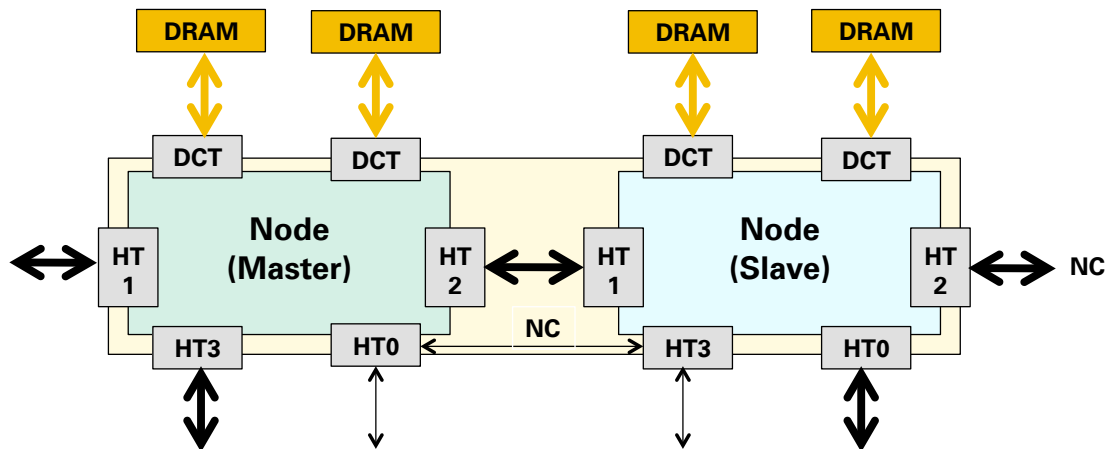 DRAM
DRAM
DRAM
DRAM
DCT
DCT
DCT
DCT
Node
(Master)
Node
(Slave)
HT
1
HT
2
HT
1
HT
2
NC
NC
HT3
HT0
HT3
HT0